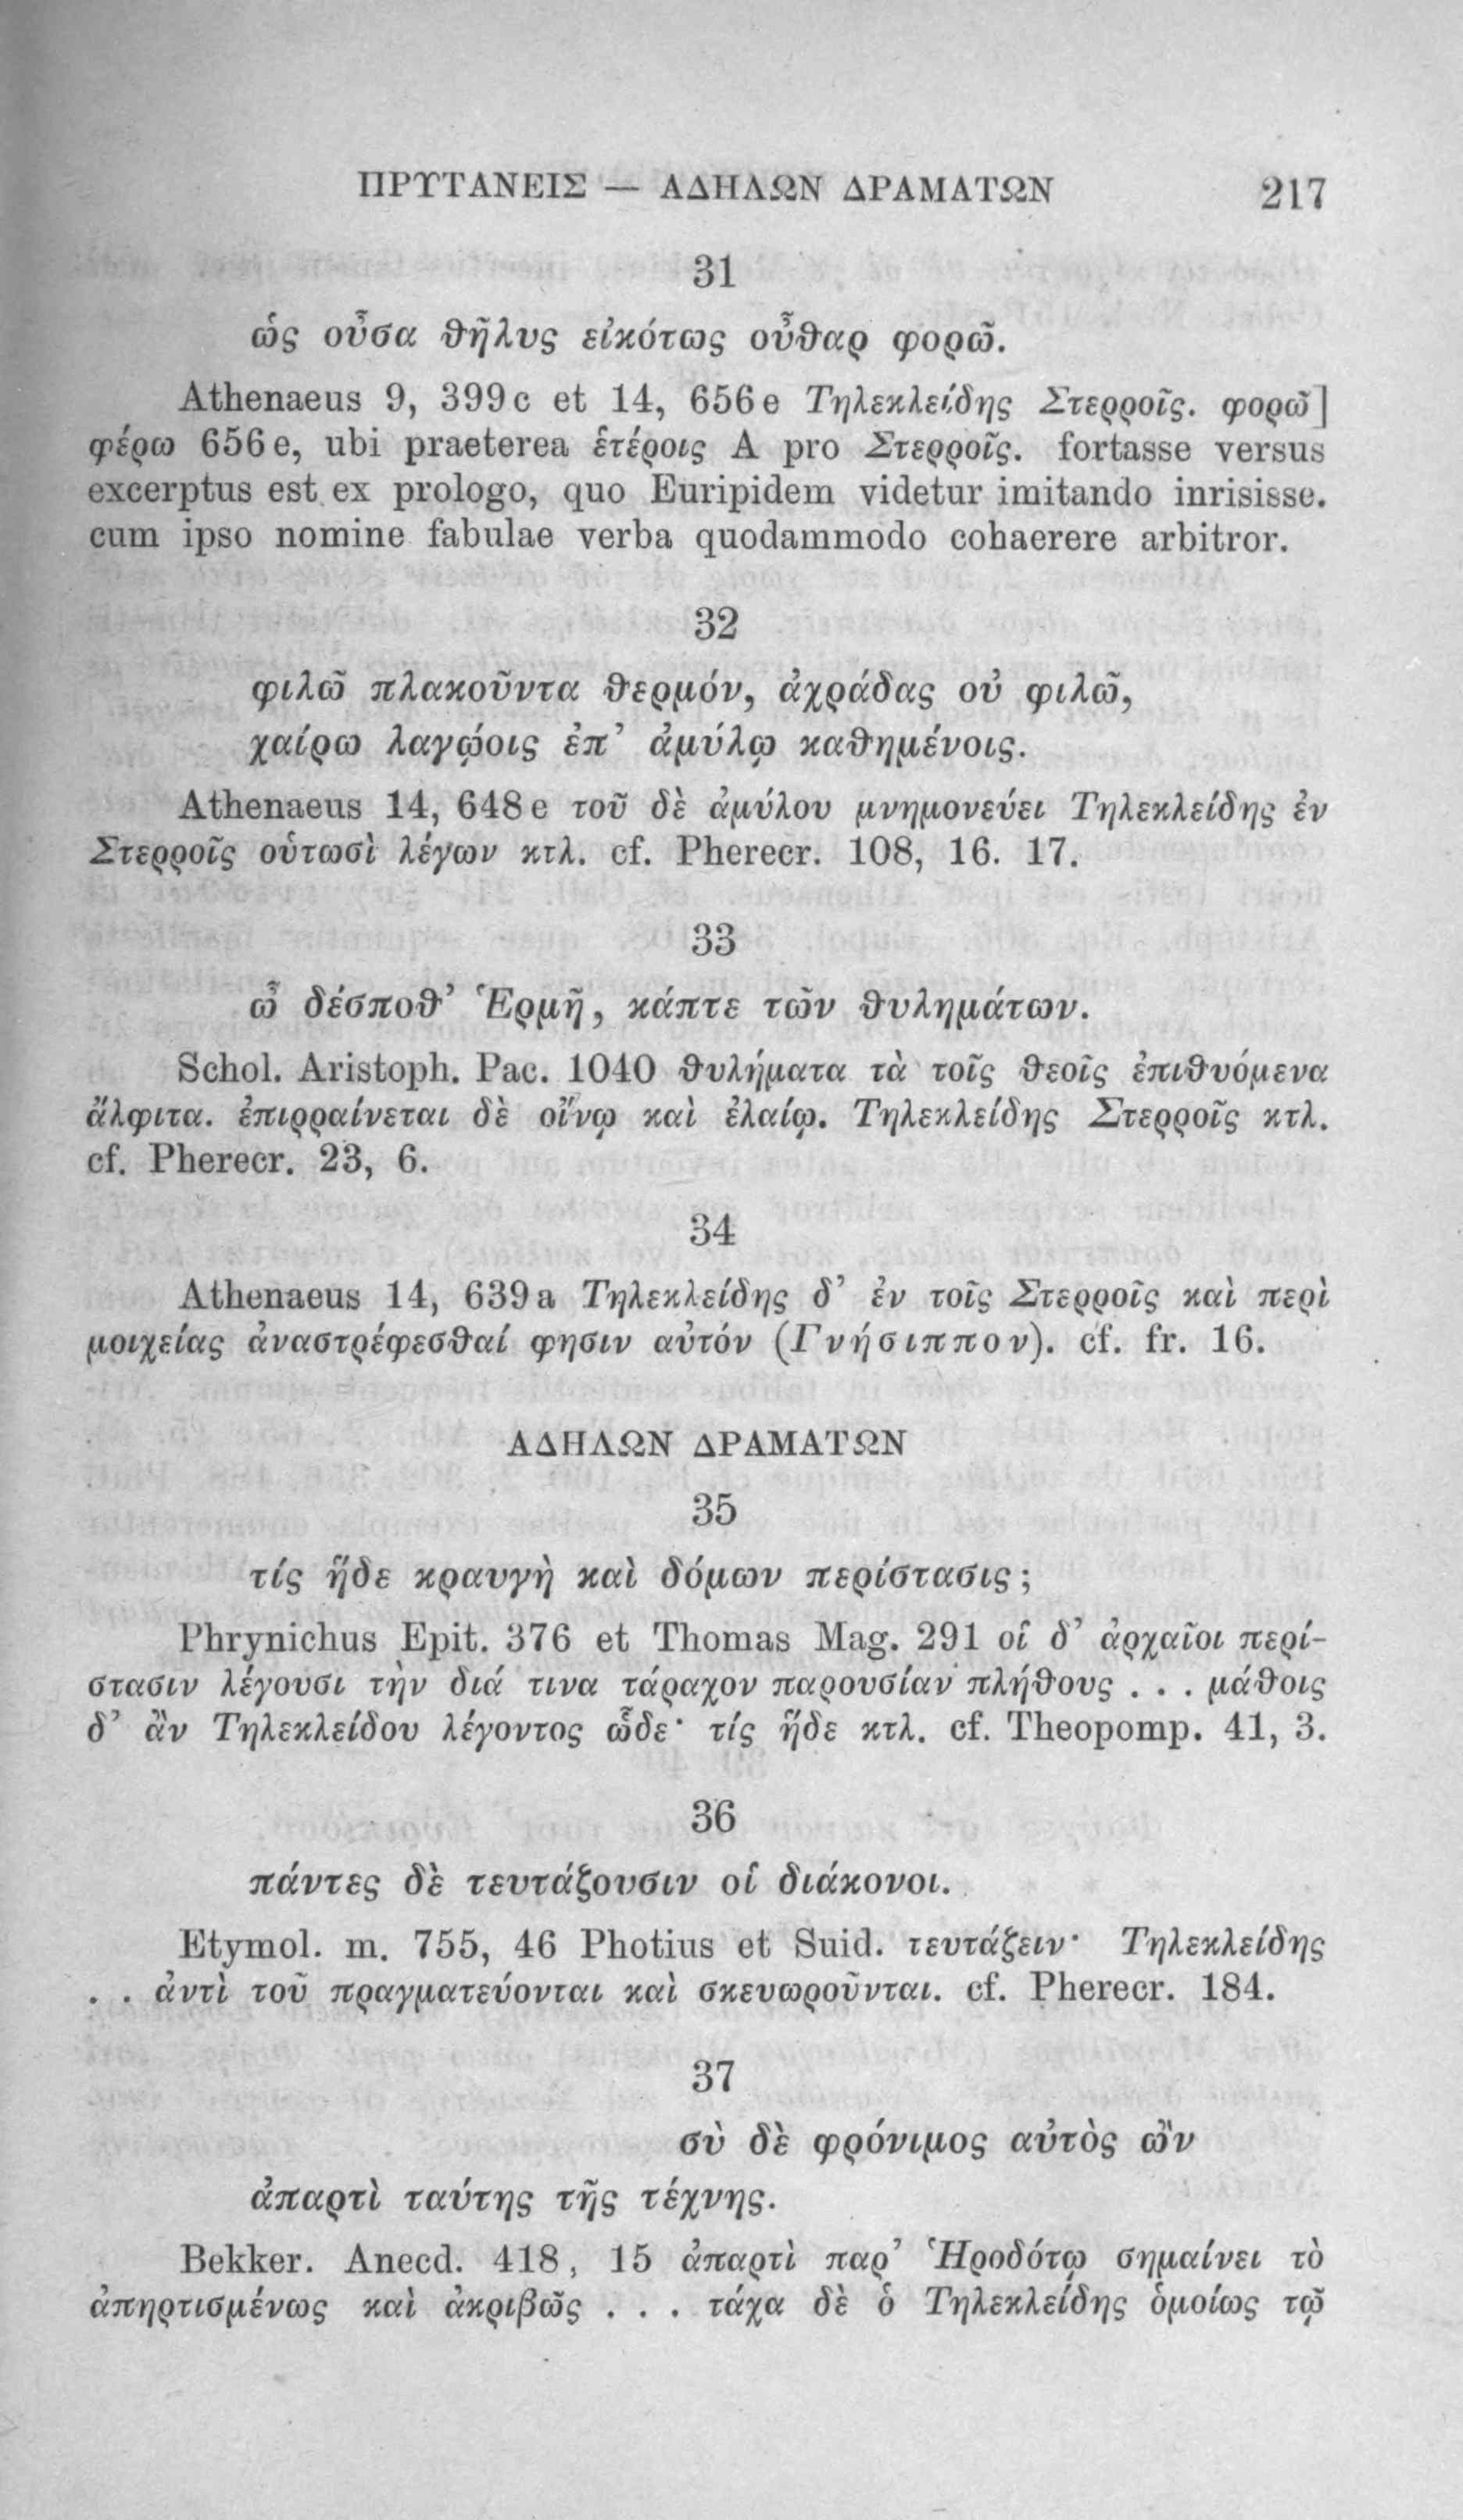 ΠΡΥΤΑΝΕΙΣ — ΑΔΗΛΩΝ ΔΡΑΜΑΤΩΝ 217
31
ὡς οὖσα θῆλυς εἰκότως οὖθαρ φορῶ.
Athenaeus 9, 399c et 14, 656e Τηλεκλείδης Στερροῖς. φορῶ]
φέρω 656e, ubi praeterea ἑτέροις A pro Στερροῖς. fortasse versus
excerptus est ex prologo, quo Euripidem videtur imitando inrisisse.
cum ipso nomine fabulae verba quodammodo cohaerere arbitror.
32
φιλῶ πλακοῦντα θερμόν, ἀχράδας οὐ φιλῶ,
χαίρω λαγῴοις ἐπ’ ἀμύλῳ καθημένοις.
Athenaeus 14, 648e τοῦ δὲ ἀμύλου μνημονεύει Τηλεκλείδης ἐν
Στερροῖς οὑτωσὶ λέγων κτλ. cf. Pherecr. 108, 16. 17.
33
ὦ δέσποθ’ Ἑρμῆ, κάπτε τῶν θυλημάτων.
Schol. Aristoph. Pac. 1040 θυλήματα τὰ τοῖς θεοῖς ἐπιθυόμενα
ἄλφιτα. ἐπιρραίνεται δὲ οἴνῳ καὶ ἐλαίῳ. Τηλεκλείδης Στερροῖς κτλ.
cf. Pherecr. 23, 6.
34
Athenaeus 14, 639a Τηλεκλείδης δ’ ἐν τοῖς Στερροῖς καὶ περὶ
μοιχείας ἀναστρέφεσθαί φησιν αὐτόν (Γνήσιππον). cf. fr. 16.
ΑΔΗΛΩΝ ΔΡΑΜΑΤΩΝ
35
τίς ἥδε κραυγὴ καὶ δόμων περίστασις;
Phrynichus Epit. 376 et Thomas Mag. 291 οἱ δ’ ἀρχαῖοι περί-
στασιν λέγουσι τὴν διά τινα τάραχον παρουσίαν πλήθους . . . μάθοις
δ’ ἂν Τηλεκλείδου λέγοντος ὧδε· τίς ἥδε κτλ. cf. Theopomp. 41, 3.
36
πάντες δὲ τευτάζουσιν οἱ διάκονοι.
Etymol. m. 755, 46 Photius et Suid. τευτάζειν· Τηλεκλείδης
. . ἀντὶ τοῦ πραγματεύονται καὶ σκευωροῦνται. cf. Pherecr. 184.
37
σὺ δὲ φρόνιμος αὐτὸς ὢν
ἀπαρτὶ ταύτης τῆς τέχνης.
Bekker. Anecd. 418, 15 ἀπαρτὶ παρ’ Ἡροδότῳ σημαίνει τὸ
ἀπηρτισμένως καὶ ἀκριβῶς . . . τάχα δὲ ὁ Τηλεκλείδης ὁμοίως τῷ